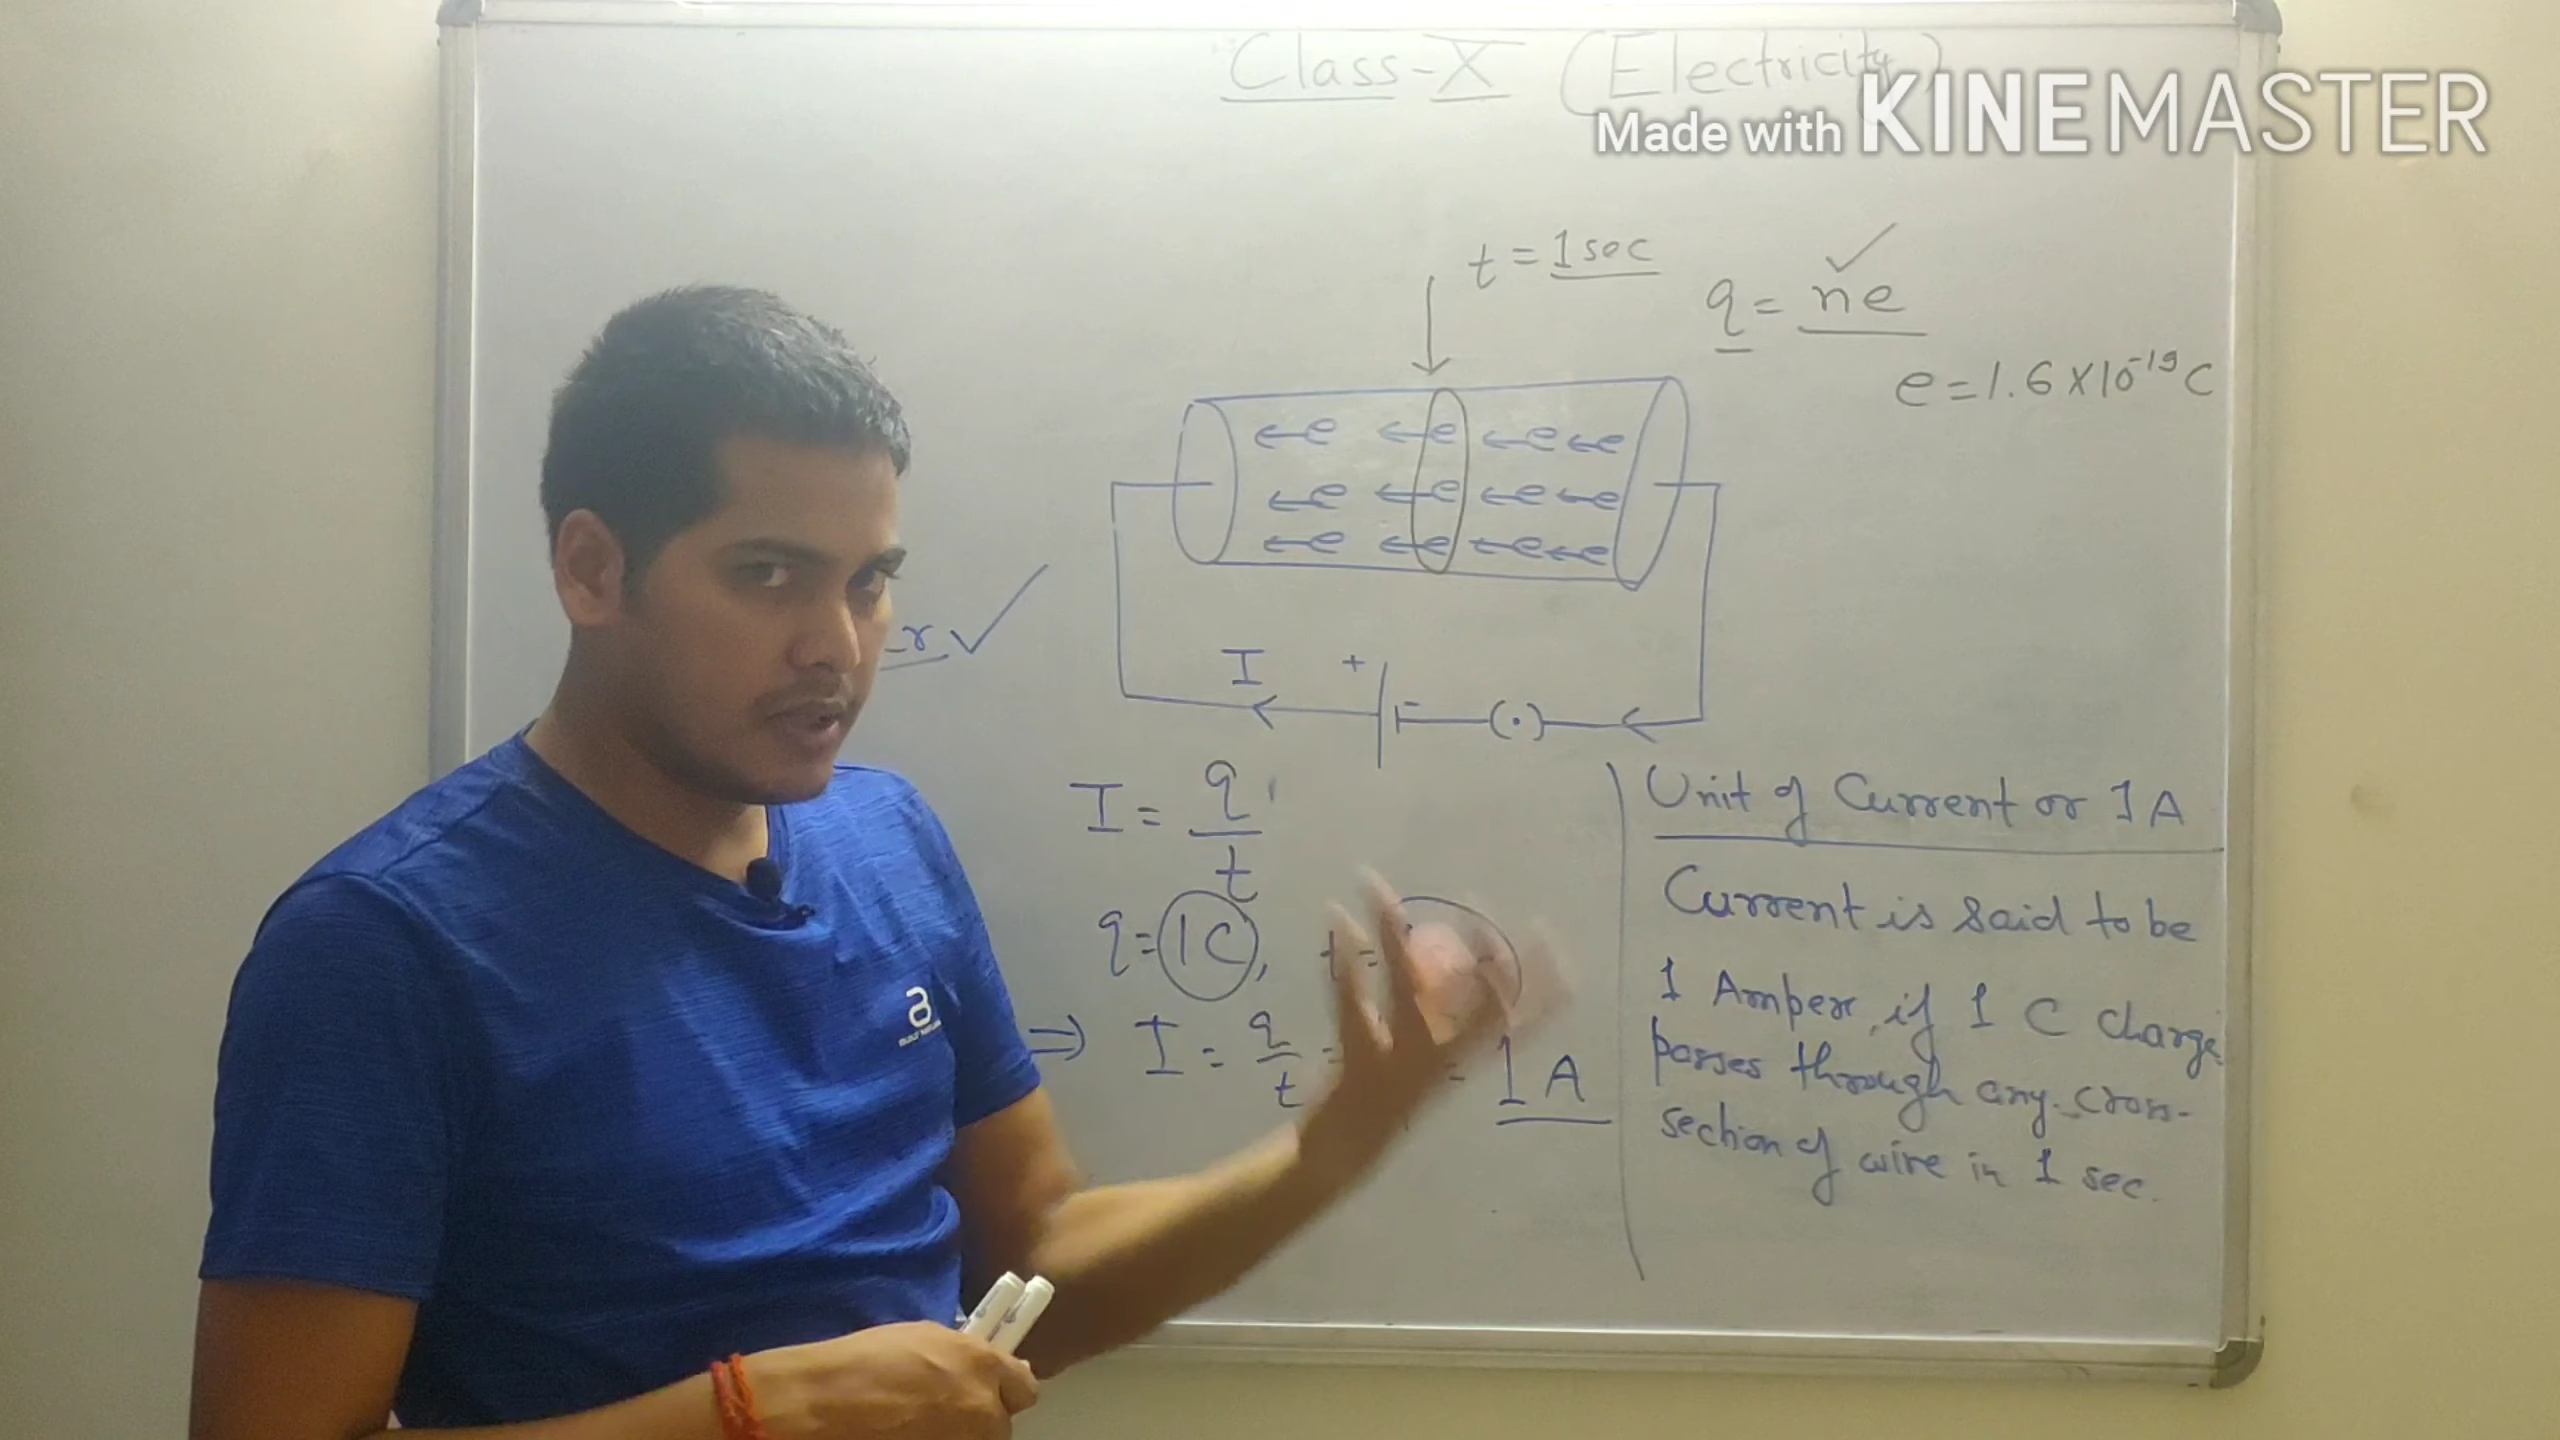 Class-X (Electricity)
Made with KINEMASTER
t = 1 sec
q = ne
e = 1.6 X 10⁻¹⁹ C
←e ←e ←e ←e
←e ←e ←e ←e
←e ←e ←e ←e
I + -
(·)
I = q/t
q = 1C, t =
⇒ I = q/t = = 1 A
Unit of Current or 1 A
Current is said to be
1 Amper, if 1 C charge
passes through any cross-
section of wire in 1 sec.
a